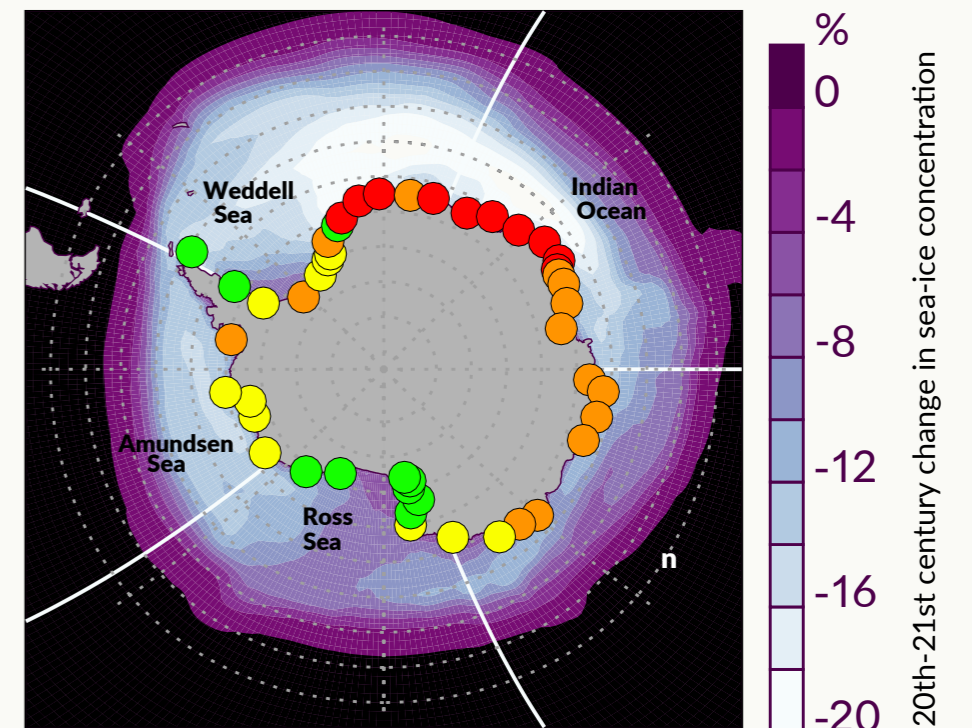 %
0
-4
-8
-12
-16
-20
20th-21st century change in sea-ice concentration
Weddell
Sea
Indian
Ocean
Amundsen
Sea
Ross
Sea
n